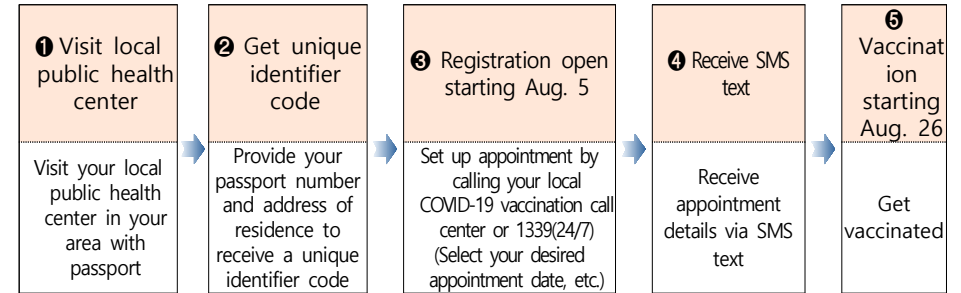 ❶ Visit local
public health
center
Visit your local
public health
center in your
area with
passport
❷ Get unique
identifier
code
Provide your
passport number
and address of
residence to
receive a unique
identifier code
❸ Registration open
starting Aug. 5
Set up appointment by
calling your local
COVID-19 vaccination call
center or 1339(24/7)
(Select your desired
appointment date, etc.)
❹ Receive SMS
text
Receive
appointment
details via SMS
text
❺
Vaccinat
ion
starting
Aug. 26
Get
vaccinated